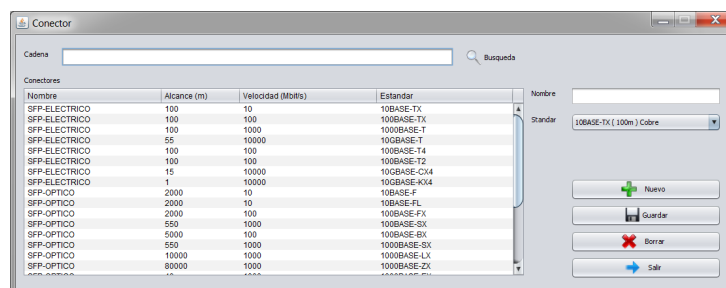 Conector
Cadena
Busqueda
Conectores
Nombre Alcance (m) Velocidad (Mbit/s) Estandar
SFP-ELECTRICO 100 10 10BASE-TX
SFP-ELECTRICO 100 100 100BASE-TX
SFP-ELECTRICO 100 1000 1000BASE-T
SFP-ELECTRICO 55 10000 10GBASE-T
SFP-ELECTRICO 100 100 100BASE-T4
SFP-ELECTRICO 100 100 100BASE-T2
SFP-ELECTRICO 15 10000 10GBASE-CX4
SFP-ELECTRICO 1 10000 10GBASE-KX4
SFP-OPTICO 2000 10 10BASE-F
SFP-OPTICO 2000 10 10BASE-FL
SFP-OPTICO 2000 100 100BASE-FX
SFP-OPTICO 550 1000 100BASE-SX
SFP-OPTICO 5000 100 100BASE-BX
SFP-OPTICO 550 1000 1000BASE-SX
SFP-OPTICO 10000 1000 1000BASE-LX
SFP-OPTICO 80000 1000 1000BASE-ZX
Nombre
Standar 10BASE-TX ( 100m ) Cobre
Nuevo
Guardar
Borrar
Salir